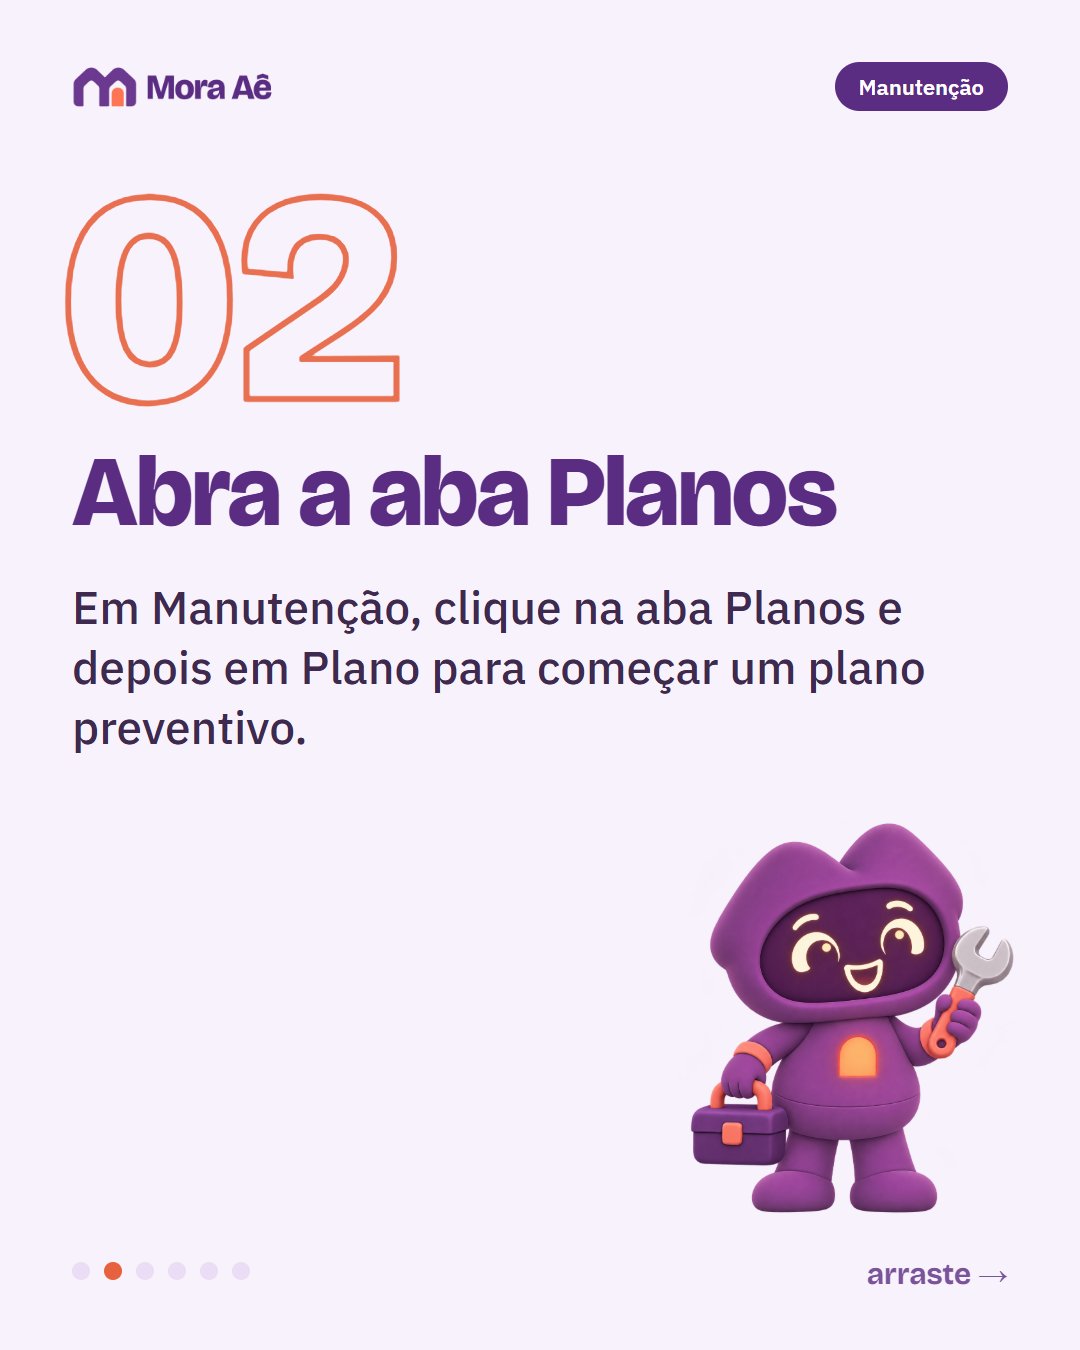 Mora Aê
Manutenção
02
Abra a aba Planos
Em Manutenção, clique na aba Planos e
depois em Plano para começar um plano
preventivo.
arraste →